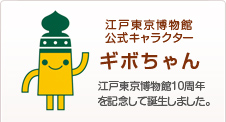 江戸東京博物館
公式キャラクター
ギボちゃん
江戸東京博物館10周年
を記念して誕生しました。